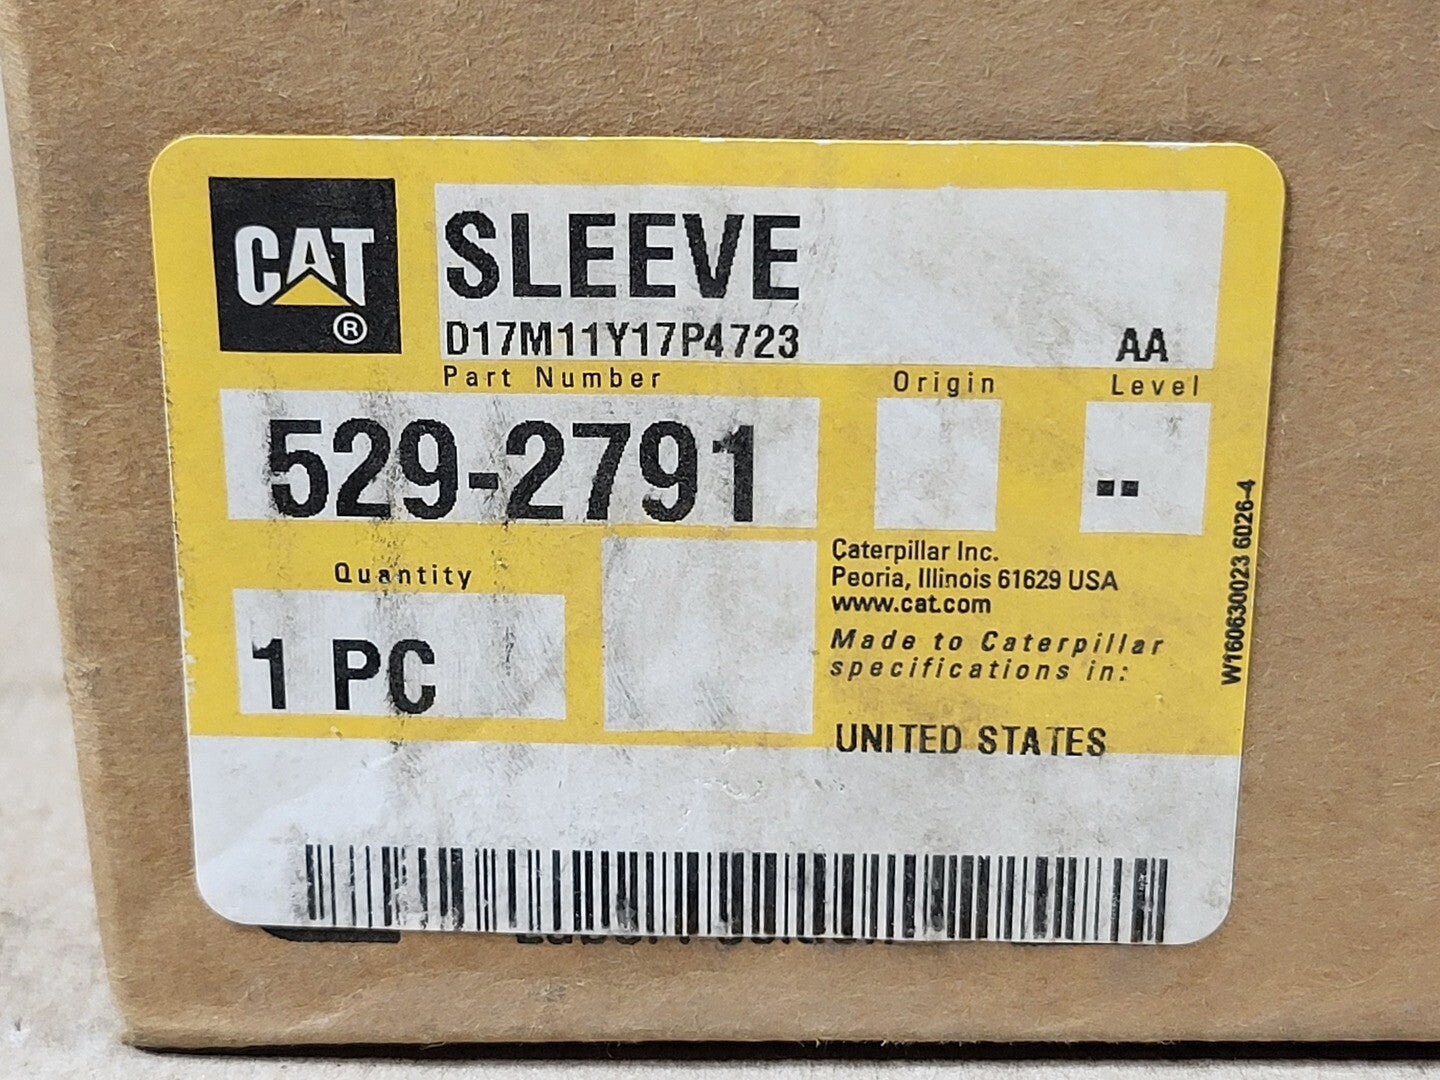 CAT
®
SLEEVE
D17M11Y17P4723
AA
Part Number
Origin
Level
529-2791
--
Quantity
1 PC
Caterpillar Inc.
Peoria, Illinois 61629 USA
www.cat.com
Made to Caterpillar
specifications in:
UNITED STATES
W160630023 6026-4